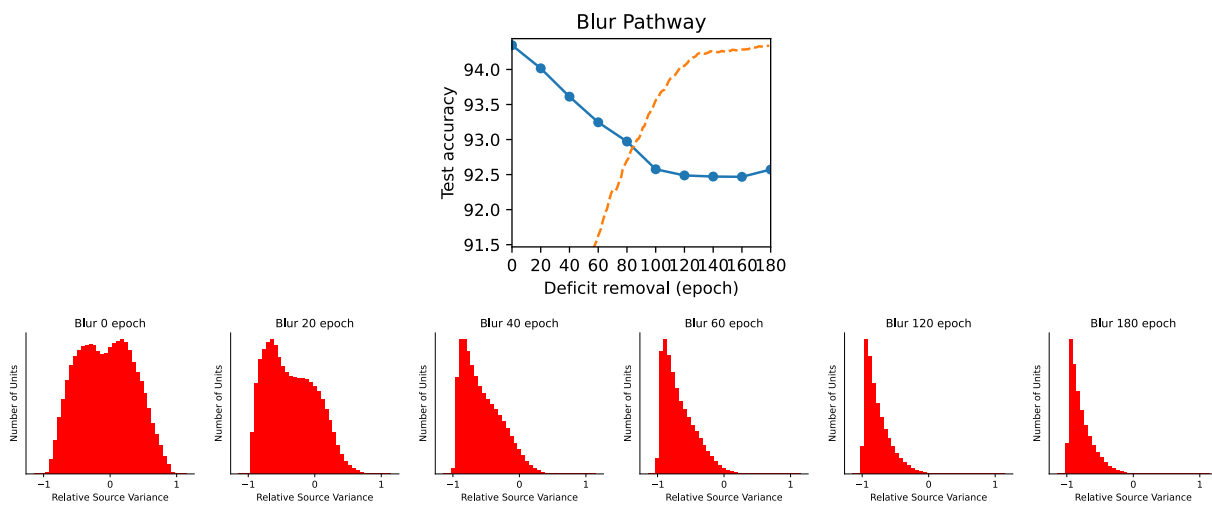 Blur Pathway
Test accuracy
94.0
93.5
93.0
92.5
92.0
91.5
0 20 40 60 80 100 120 140 160 180
Deficit removal (epoch)
Blur 0 epoch
Number of Units
−1 0 1
Relative Source Variance
Blur 20 epoch
Number of Units
−1 0 1
Relative Source Variance
Blur 40 epoch
Number of Units
−1 0 1
Relative Source Variance
Blur 60 epoch
Number of Units
−1 0 1
Relative Source Variance
Blur 120 epoch
Number of Units
−1 0 1
Relative Source Variance
Blur 180 epoch
Number of Units
−1 0 1
Relative Source Variance